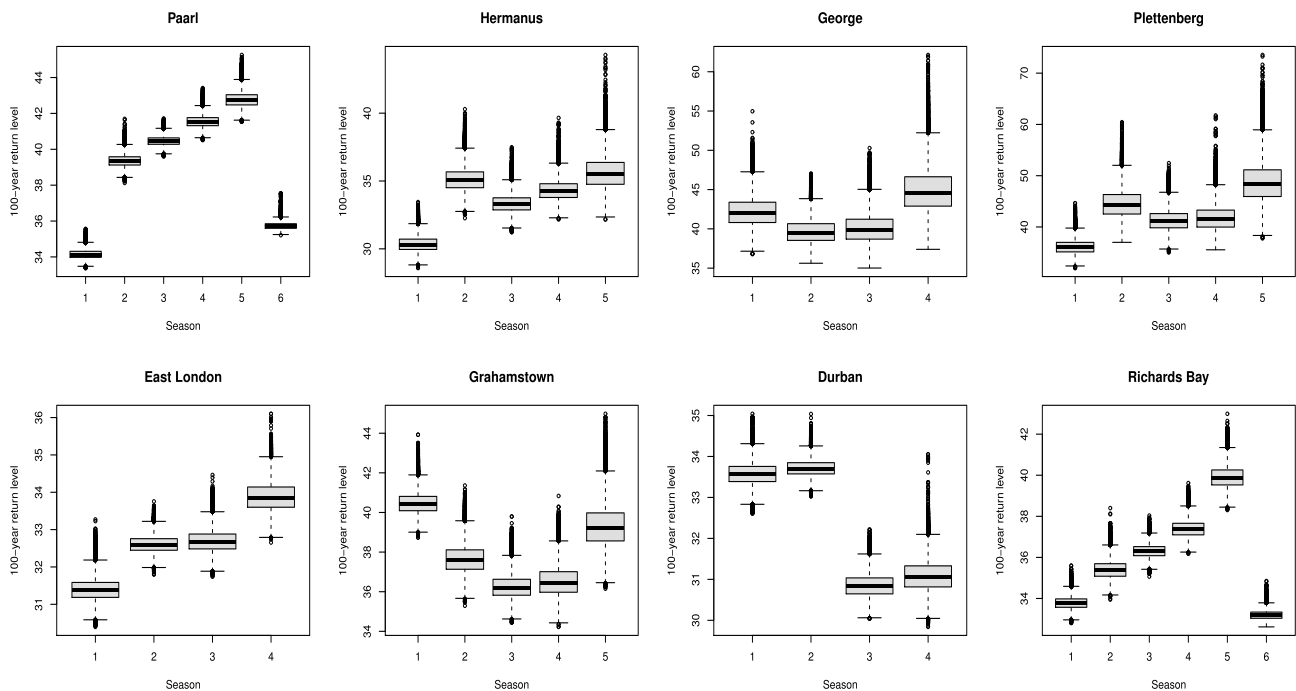 Paarl
100−year return level
34 36 38 40 42 44
1 2 3 4 5 6
Season
Hermanus
100−year return level
30 35 40
1 2 3 4 5
Season
George
100−year return level
35 40 45 50 55 60
1 2 3 4
Season
Plettenberg
100−year return level
40 50 60 70
1 2 3 4 5
Season
East London
100−year return level
31 32 33 34 35 36
1 2 3 4
Season
Grahamstown
100−year return level
34 36 38 40 42 44
1 2 3 4 5
Season
Durban
100−year return level
30 31 32 33 34 35
1 2 3 4
Season
Richards Bay
100−year return level
34 36 38 40 42
1 2 3 4 5 6
Season